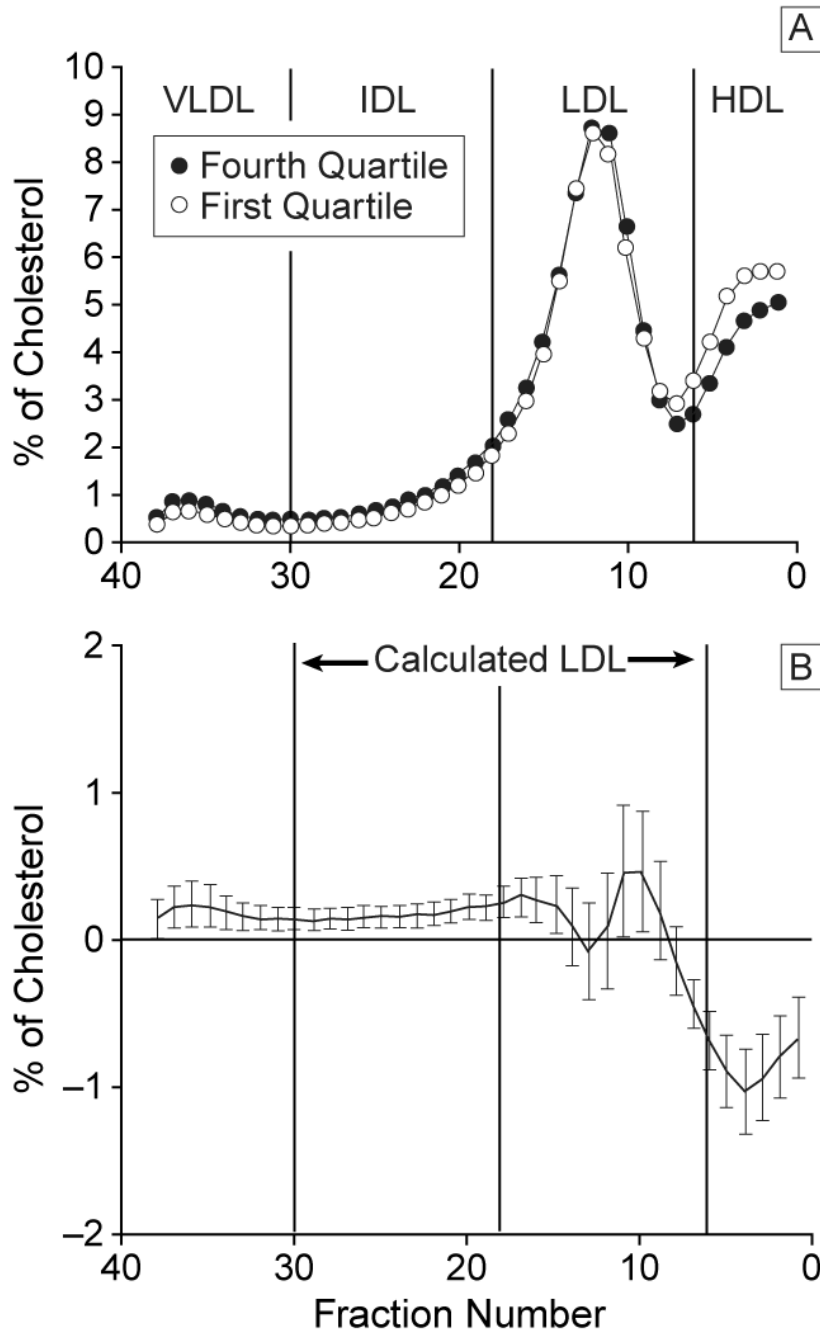 A
10
9
8
7
6
5
4
3
2
1
0
% of Cholesterol
VLDL IDL LDL HDL
Fourth Quartile
First Quartile
40 30 20 10 0
B
2
1
0
–1
–2
% of Cholesterol
Calculated LDL
40 30 20 10 0
Fraction Number